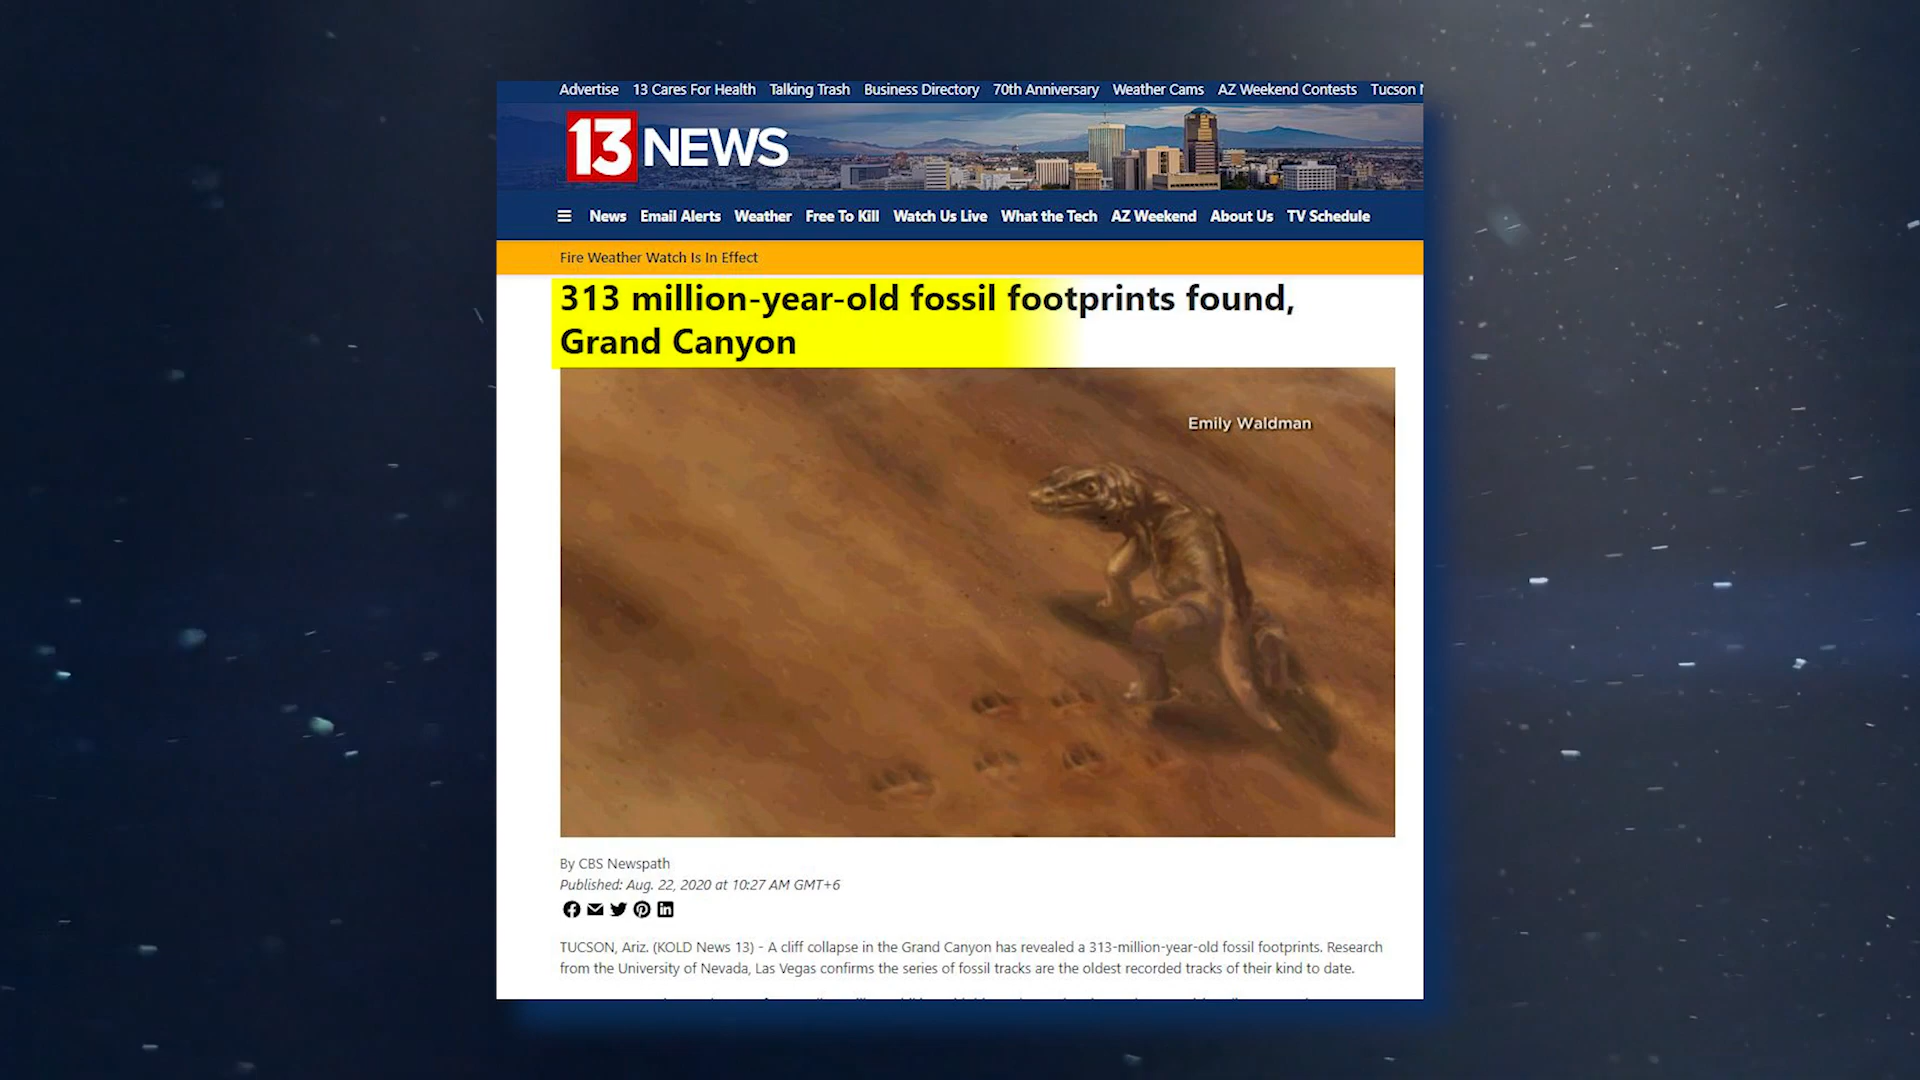 Advertise 13 Cares For Health Talking Trash Business Directory 70th Anniversary Weather Cams AZ Weekend Contests Tucson
13 NEWS
News Email Alerts Weather Free To Kill Watch Us Live What the Tech AZ Weekend About Us TV Schedule
Fire Weather Watch Is In Effect
313 million-year-old fossil footprints found,
Grand Canyon
Emily Waldman
By CBS Newspath
Published: Aug. 22, 2020 at 10:27 AM GMT+6
TUCSON, Ariz. (KOLD News 13) - A cliff collapse in the Grand Canyon has revealed a 313-million-year-old fossil footprints. Research
from the University of Nevada, Las Vegas confirms the series of fossil tracks are the oldest recorded tracks of their kind to date.